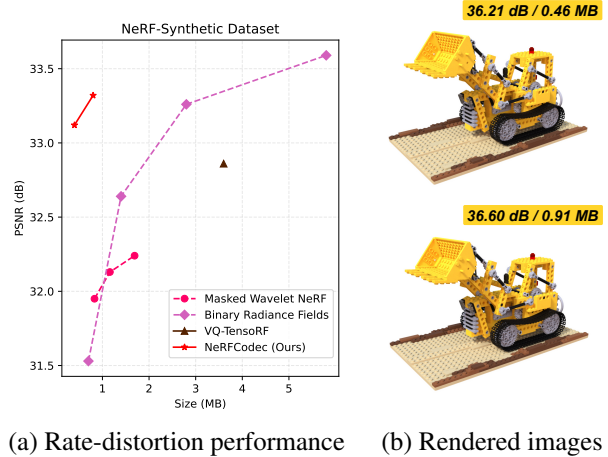 NeRF-Synthetic Dataset
36.21 dB / 0.46 MB
33.5
33.0
32.5
32.0
31.5
PSNR (dB)
1 2 3 4 5
Size (MB)
Masked Wavelet NeRF
Binary Radiance Fields
VQ-TensoRF
NeRFCodec (Ours)
36.60 dB / 0.91 MB
(a) Rate-distortion performance
(b) Rendered images